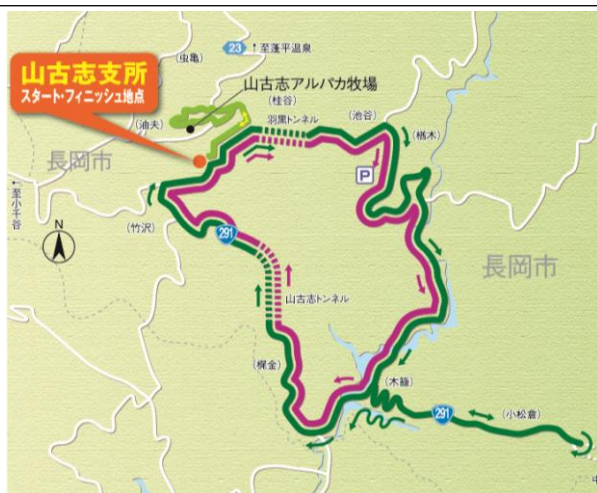 23
↑至蓬平温泉
(虫亀)
山古志支所
スタート・フィニッシュ地点
山古志アルパカ牧場
(桂谷)
(池谷)
(油夫)
羽黒トンネル
(楢木)
長岡市
P
←至小千谷
N
(竹沢)
291
長岡市
山古志トンネル
(梶金)
(木籠)
291
(小松倉)
中